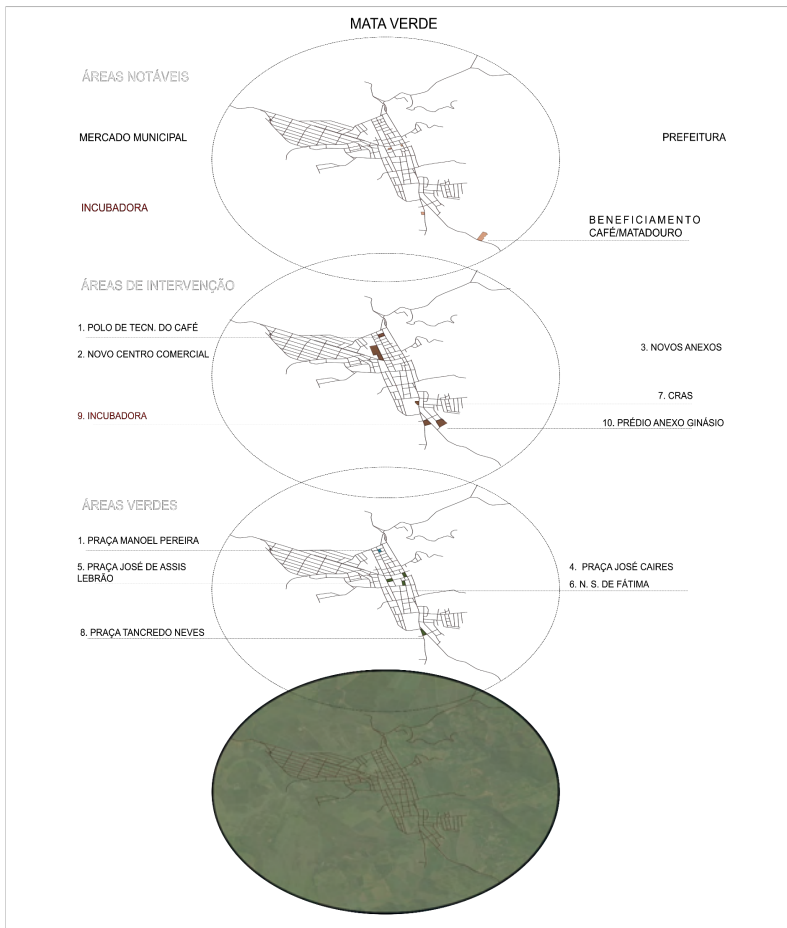 MATA VERDE
ÁREAS NOTÁVEIS
MERCADO MUNICIPAL
PREFEITURA
INCUBADORA
BENEFICIAMENTO
CAFÉ/MATADOURO
ÁREAS DE INTERVENÇÃO
1. POLO DE TECN. DO CAFÉ
2. NOVO CENTRO COMERCIAL
3. NOVOS ANEXOS
7. CRAS
9. INCUBADORA
10. PRÉDIO ANEXO GINÁSIO
ÁREAS VERDES
1. PRAÇA MANOEL PEREIRA
5. PRAÇA JOSÉ DE ASSIS
LEBRÃO
4. PRAÇA JOSÉ CAIRES
6. N. S. DE FÁTIMA
8. PRAÇA TANCREDO NEVES